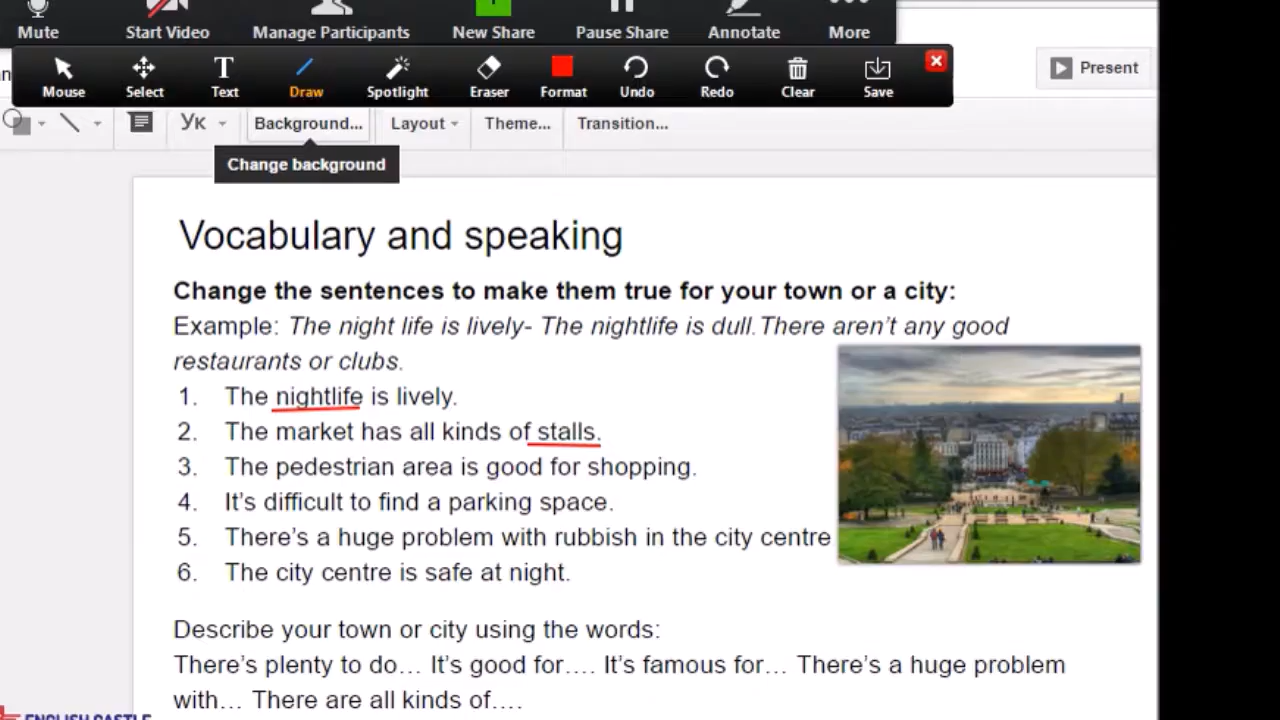 Mute Start Video Manage Participants New Share Pause Share Annotate More
Mouse Select Text Draw Spotlight Eraser Format Undo Redo Clear Save
Present
Ук Background... Layout Theme... Transition...
Change background
Vocabulary and speaking
Change the sentences to make them true for your town or a city:
Example: The night life is lively- The nightlife is dull.There aren't any good
restaurants or clubs.
1. The nightlife is lively.
2. The market has all kinds of stalls.
3. The pedestrian area is good for shopping.
4. It's difficult to find a parking space.
5. There's a huge problem with rubbish in the city centre
6. The city centre is safe at night.
Describe your town or city using the words:
There's plenty to do… It's good for…. It's famous for… There's a huge problem
with… There are all kinds of….
ENGLISH CASTLE